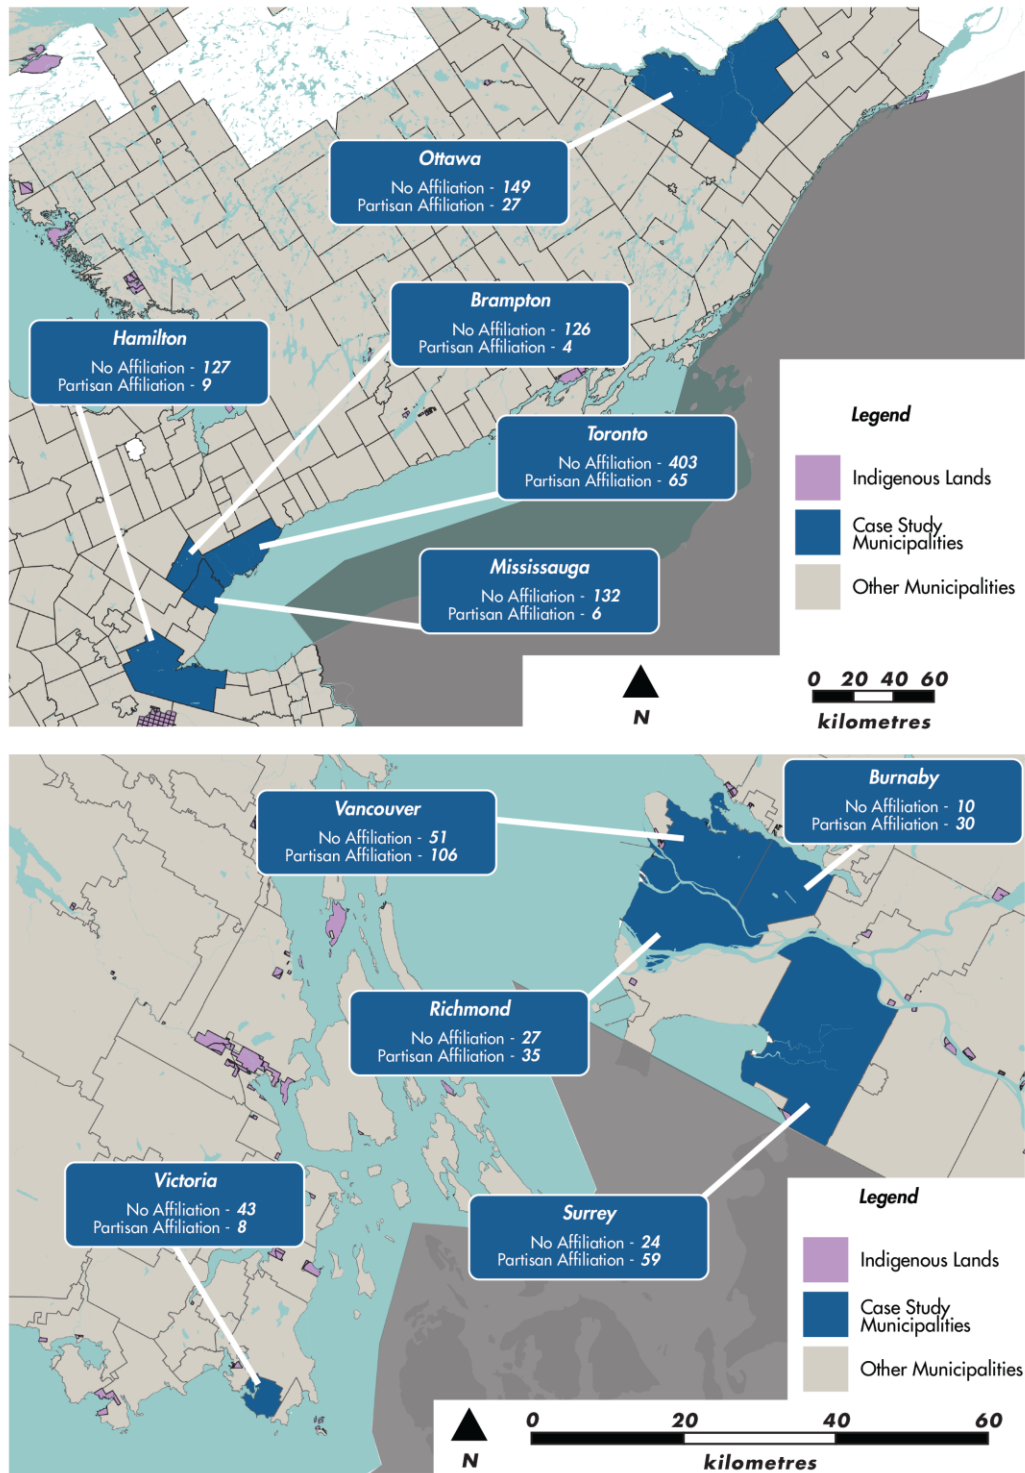 Ottawa
No Affiliation - 149
Partisan Affiliation - 27
Brampton
No Affiliation - 126
Partisan Affiliation - 4
Hamilton
No Affiliation - 127
Partisan Affiliation - 9
Toronto
No Affiliation - 403
Partisan Affiliation - 65
Mississauga
No Affiliation - 132
Partisan Affiliation - 6
Legend
Indigenous Lands
Case Study
Municipalities
Other Municipalities
N
0 20 40 60
kilometres
Burnaby
No Affiliation - 10
Partisan Affiliation - 30
Vancouver
No Affiliation - 51
Partisan Affiliation - 106
Richmond
No Affiliation - 27
Partisan Affiliation - 35
Victoria
No Affiliation - 43
Partisan Affiliation - 8
Surrey
No Affiliation - 24
Partisan Affiliation - 59
Legend
Indigenous Lands
Case Study
Municipalities
Other Municipalities
N
0 20 40 60
kilometres